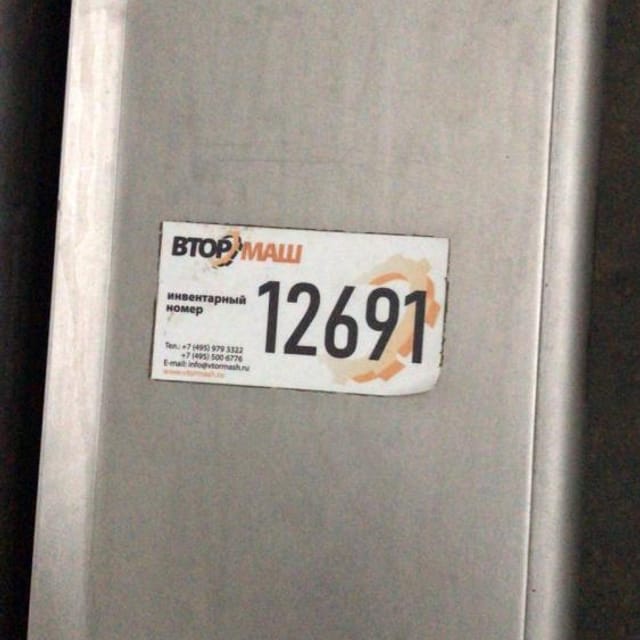 ВТОРМАШ
инвентарный
номер
12691
Тел.: +7 (495) 979 3322
+7 (495) 500 6776
E-mail: info@vtormash.ru
www.vtormash.ru